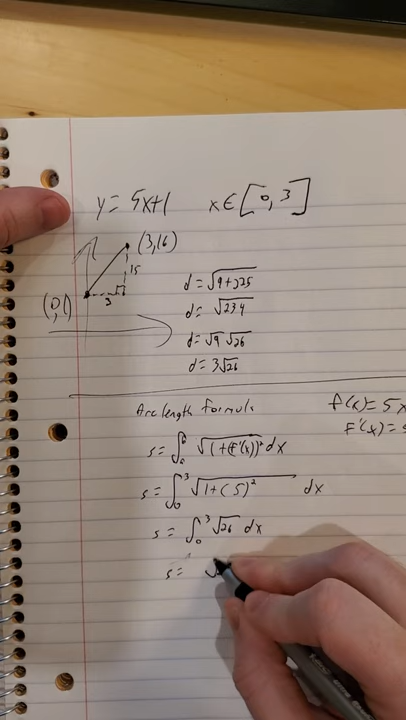 y = 5x+1 x ∈ [0, 3]
(3,16)
15
(0,1)
3
d = √9+225
d = √234
d = √9 √26
d = 3√26
Arc length formula
f(x) = 5x
f'(x) = 5
s = ∫ √1+(f'(x))² dx
s = ∫₀³ √1+(5)² dx
s = ∫₀³ √26 dx
s = √